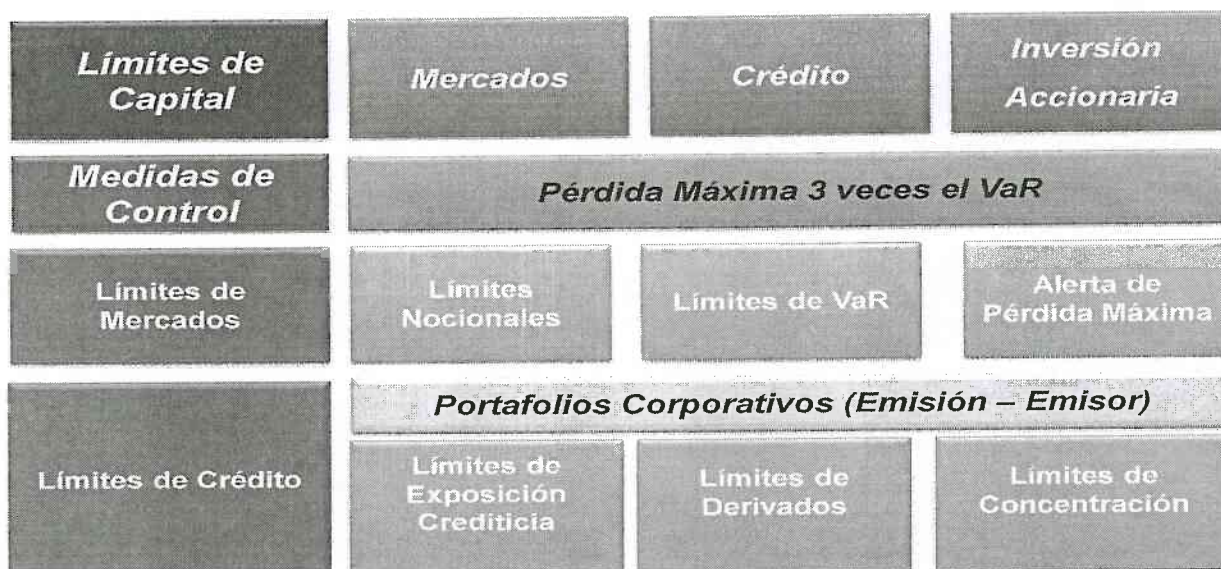 Límites de
Capital
Mercados
Crédito
Inversión
Accionaria
Medidas de
Control
Pérdida Máxima 3 veces el VaR
Límites de
Mercados
Límites
Nocionales
Límites de VaR
Alerta de
Pérdida Máxima
Límites de Crédito
Portafolios Corporativos (Emisión – Emisor)
Límites de
Exposición
Crediticia
Límites de
Derivados
Límites de
Concentración